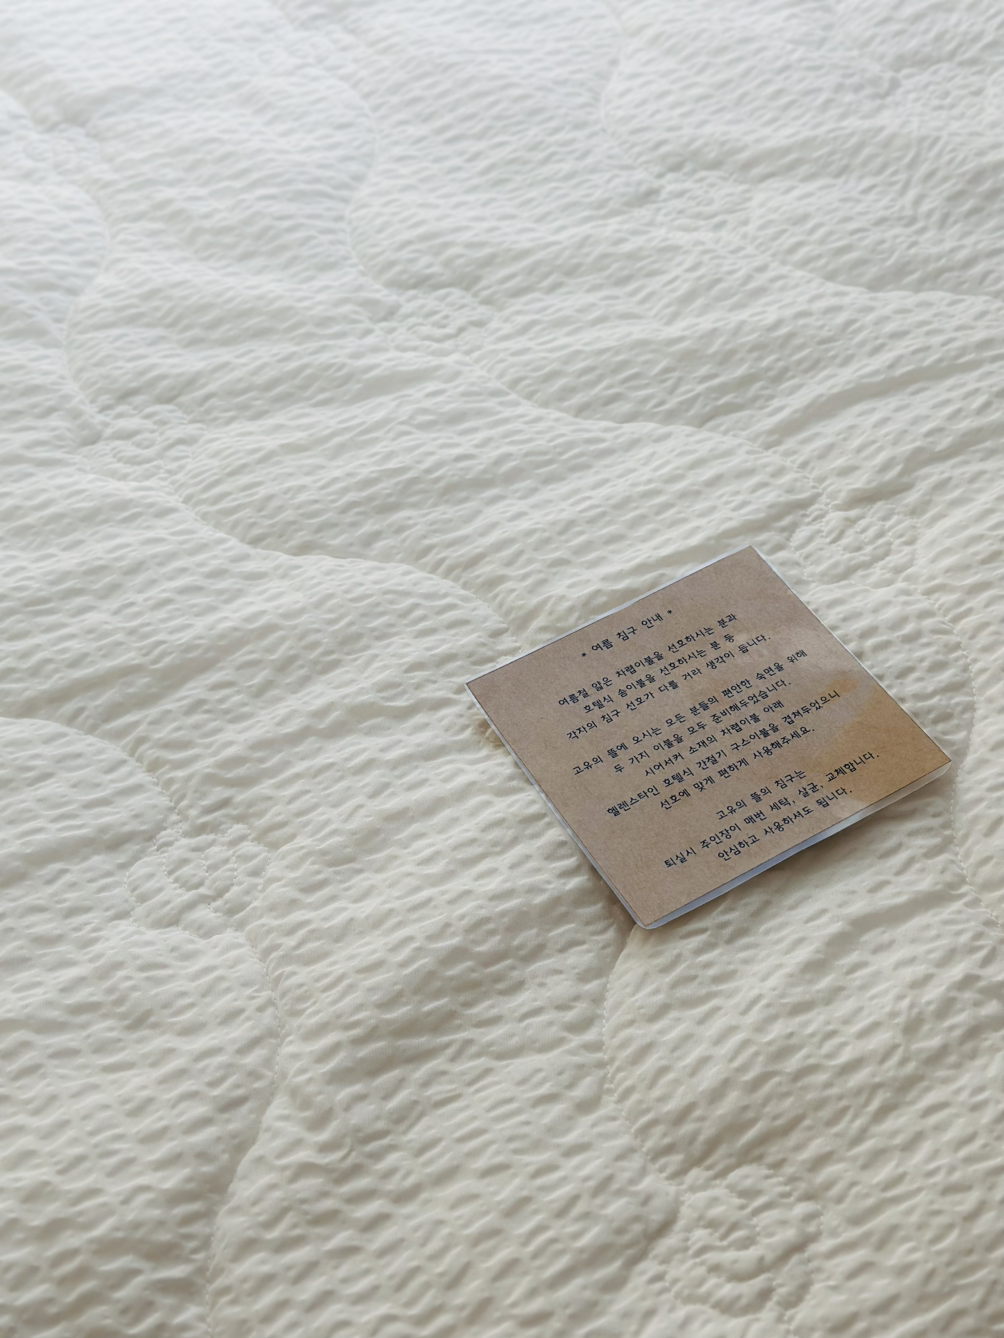 * 여름 침구 안내 *
여름철 얇은 차렵이불을 선호하시는 분과
호텔식 솜이불을 선호하시는 분 등
각자의 침구 선호가 다를 거라 생각이 듭니다.
고유의 뜰에 오시는 모든 분들의 편안한 숙면을 위해
두 가지 이불을 모두 준비해두었습니다.
시어서커 소재의 차렵이불 아래
헬렌스타인 호텔식 간절기 구스이불을 겹쳐두었으니
선호에 맞게 편하게 사용해주세요.
고유의 뜰의 침구는
퇴실시 주인장이 매번 세탁, 살균, 교체합니다.
안심하고 사용하셔도 됩니다.